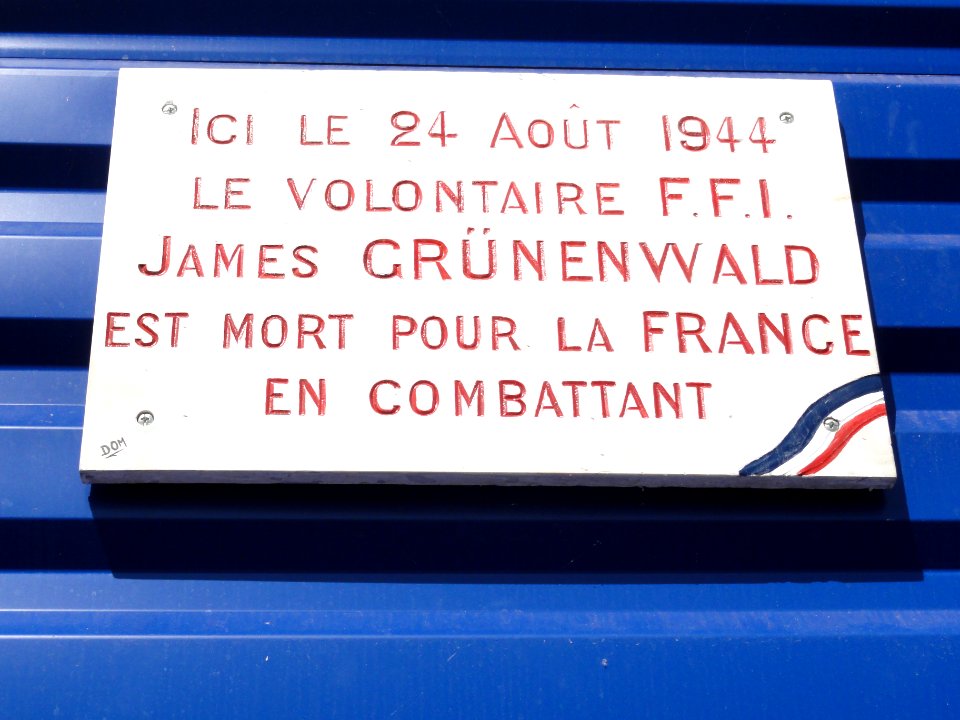 ICI LE 24 AOÛT 1944
LE VOLONTAIRE F.F.I.
JAMES GRÜNENWALD
EST MORT POUR LA FRANCE
EN COMBATTANT
DOM